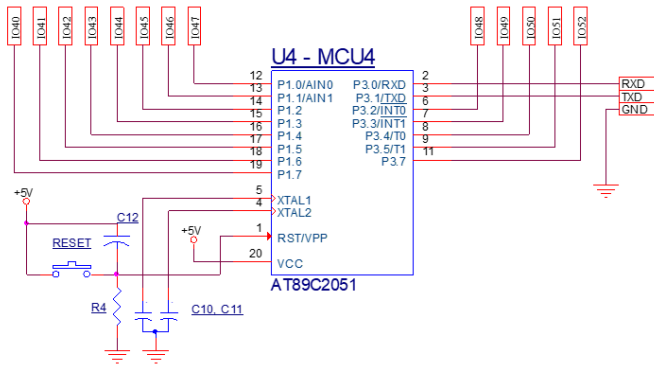 IO40 IO41 IO42 IO43 IO44 IO45 IO46 IO47 IO48 IO49 IO50 IO51 IO52
U4 - MCU4
12 P1.0/AIN0 P3.0/RXD 2 RXD
13 P1.1/AIN1 P3.1/TXD 3 TXD
14 P1.2 P3.2/INT0 6 GND
15 P1.3 P3.3/INT1 7
16 P1.4 P3.4/T0 8
17 P1.5 P3.5/T1 9
18 P1.6 P3.7 11
19 P1.7
+5V
5 XTAL1
4 XTAL2
C12
+5V
1 RST/VPP
RESET
20 VCC
AT89C2051
R4
C10, C11